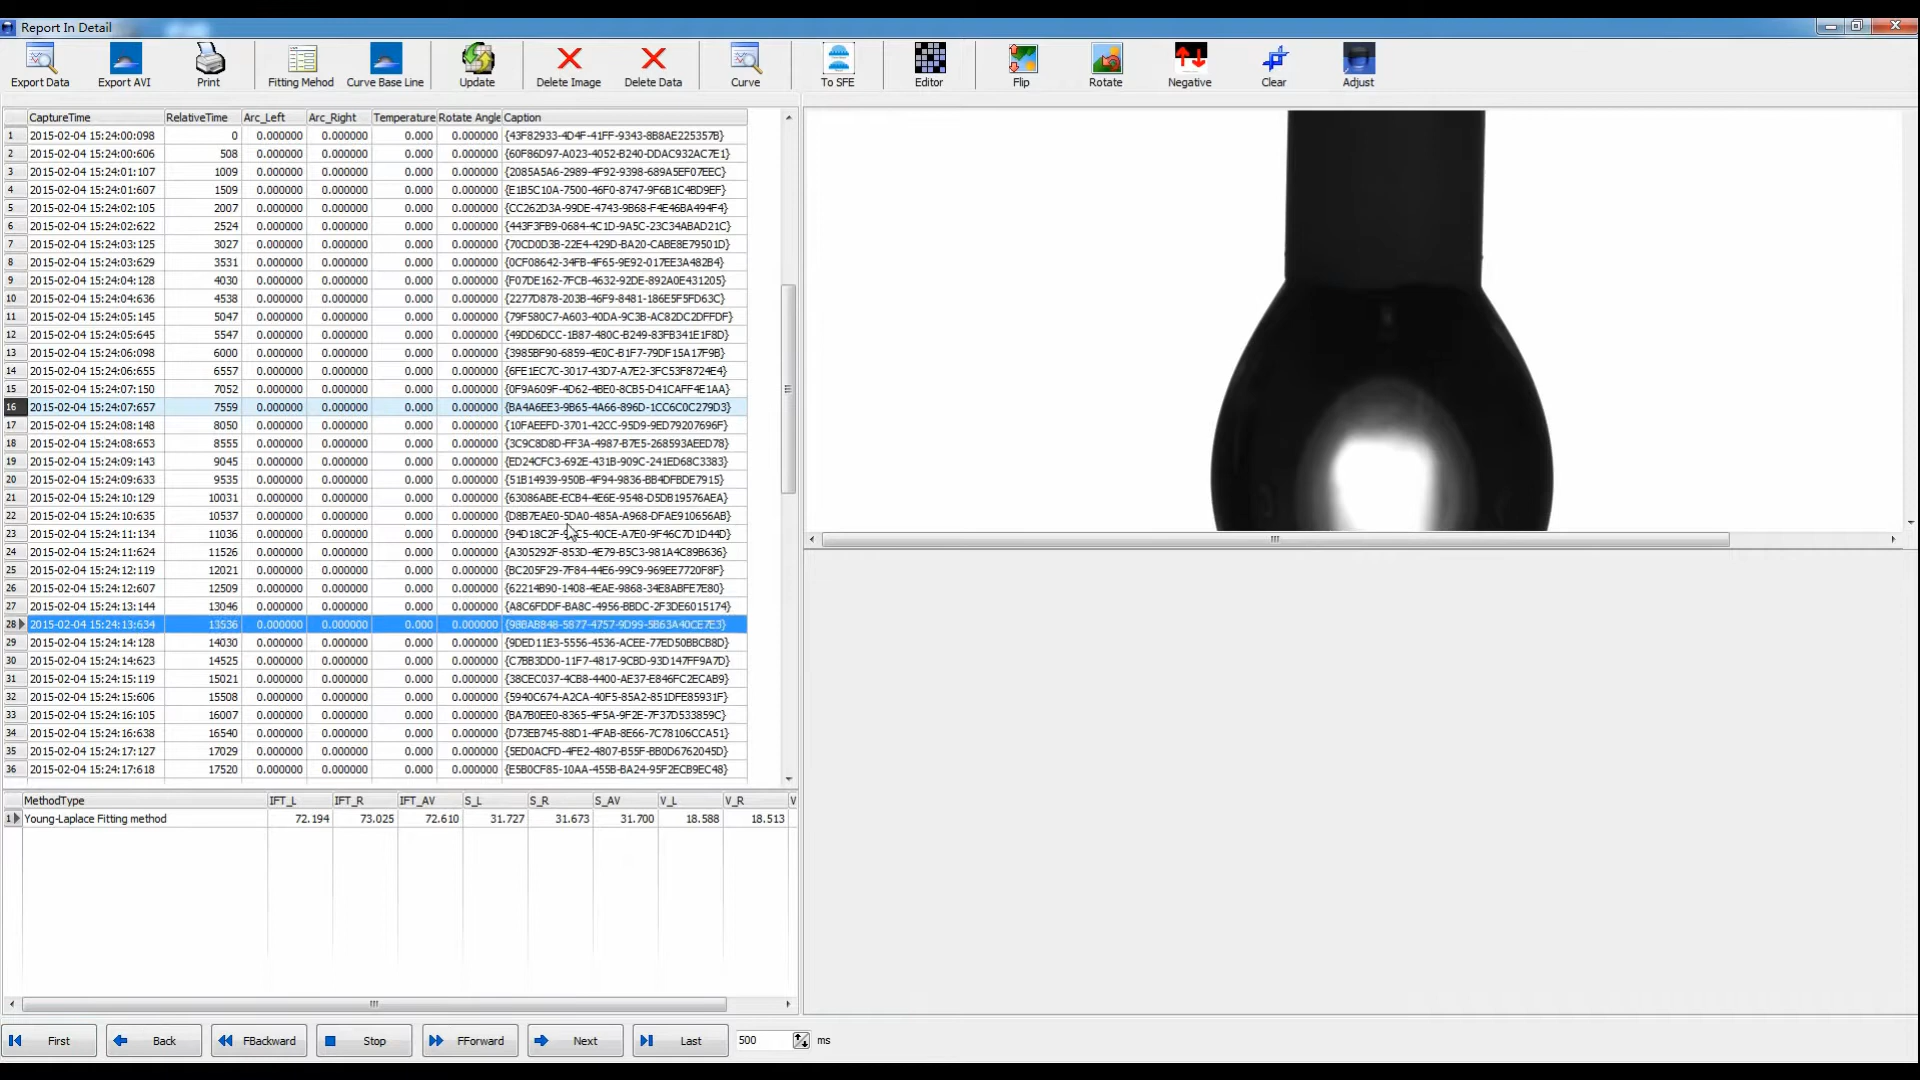 Report In Detail
Export Data Export AVI Print Fitting Mehod Curve Base Line Update Delete Image Delete Data Curve To SFE Editor Flip Rotate Negative Clear Adjust
CaptureTime RelativeTime Arc_Left Arc_Right Temperature Rotate Angle Caption
1 2015-02-04 15:24:00:098 0 0.000000 0.000000 0.000 0.000000 {43F82933-4D4F-41FF-9343-8B8AE225357B}
2 2015-02-04 15:24:00:606 508 0.000000 0.000000 0.000 0.000000 {60F86D97-A023-4052-B240-DDAC932AC7E1}
3 2015-02-04 15:24:01:107 1009 0.000000 0.000000 0.000 0.000000 {2085A5A6-2989-4F92-9398-689A5EF07EEC}
4 2015-02-04 15:24:01:607 1509 0.000000 0.000000 0.000 0.000000 {E1B5C10A-7500-46F0-8747-9F6B1C4BD9EF}
5 2015-02-04 15:24:02:105 2007 0.000000 0.000000 0.000 0.000000 {CC262D3A-99DE-4743-9B68-F4E46BA494F4}
6 2015-02-04 15:24:02:622 2524 0.000000 0.000000 0.000 0.000000 {443F3FB9-0684-4C1D-9A5C-23C34ABAD21C}
7 2015-02-04 15:24:03:125 3027 0.000000 0.000000 0.000 0.000000 {70CD0D3B-22E4-429D-BA20-CABE8E79501D}
8 2015-02-04 15:24:03:629 3531 0.000000 0.000000 0.000 0.000000 {0CF08642-34FB-4F65-9E92-017EE3A482B4}
9 2015-02-04 15:24:04:128 4030 0.000000 0.000000 0.000 0.000000 {F07DE162-7FCB-4632-92DE-892A0E431205}
10 2015-02-04 15:24:04:636 4538 0.000000 0.000000 0.000 0.000000 {2277D878-203B-46F9-8481-186E5F5FD63C}
11 2015-02-04 15:24:05:145 5047 0.000000 0.000000 0.000 0.000000 {79F580C7-A603-40DA-9C3B-AC82DC2DFFDF}
12 2015-02-04 15:24:05:645 5547 0.000000 0.000000 0.000 0.000000 {49DD6DCC-1B87-480C-B249-83FB341E1F8D}
13 2015-02-04 15:24:06:098 6000 0.000000 0.000000 0.000 0.000000 {3985BF90-6859-4E0C-B1F7-79DF15A17F9B}
14 2015-02-04 15:24:06:655 6557 0.000000 0.000000 0.000 0.000000 {6FE1EC7C-3017-43D7-A7E2-3FC53F8724E4}
15 2015-02-04 15:24:07:150 7052 0.000000 0.000000 0.000 0.000000 {0F9A609F-4D62-4BE0-8CB5-D41CAFF4E1AA}
16 2015-02-04 15:24:07:657 7559 0.000000 0.000000 0.000 0.000000 {BA4A6EE3-9B65-4A66-896D-1CC6C0C279D3}
17 2015-02-04 15:24:08:148 8050 0.000000 0.000000 0.000 0.000000 {10FAEEFD-3701-42CC-95D9-9ED79207696F}
18 2015-02-04 15:24:08:653 8555 0.000000 0.000000 0.000 0.000000 {3C9C8D8D-FF3A-4987-B7E5-268593AEED78}
19 2015-02-04 15:24:09:143 9045 0.000000 0.000000 0.000 0.000000 {ED24CFC3-692E-431B-909C-241ED68C3383}
20 2015-02-04 15:24:09:633 9535 0.000000 0.000000 0.000 0.000000 {51B14939-950B-4F94-9836-BB4DFBDE7915}
21 2015-02-04 15:24:10:129 10031 0.000000 0.000000 0.000 0.000000 {63086ABE-ECB4-4E6E-9548-D5DB19576AEA}
22 2015-02-04 15:24:10:635 10537 0.000000 0.000000 0.000 0.000000 {D8B7EAE0-5DA0-485A-A968-DFAE910656AB}
23 2015-02-04 15:24:11:134 11036 0.000000 0.000000 0.000 0.000000
24 2015-02-04 15:24:11:624 11526 0.000000 0.000000 0.000 0.000000 {A305292F-853D-4E79-B5C3-981A4C89B636}
25 2015-02-04 15:24:12:119 12021 0.000000 0.000000 0.000 0.000000 {BC205F29-7F84-44E6-99C9-969EE7720F8F}
26 2015-02-04 15:24:12:607 12509 0.000000 0.000000 0.000 0.000000 {62214B90-1408-4EAE-9868-34E8ABFE7E80}
27 2015-02-04 15:24:13:144 13046 0.000000 0.000000 0.000 0.000000 {A8C6FDDF-BA8C-4956-BBDC-2F3DE6015174}
28 2015-02-04 15:24:13:634 13536 0.000000 0.000000 0.000 0.000000 {98BAB848-5877-4757-9D99-5B63A40CE7E3}
29 2015-02-04 15:24:14:128 14030 0.000000 0.000000 0.000 0.000000 {9DED11E3-5556-4536-ACEE-77ED50BBCB8D}
30 2015-02-04 15:24:14:623 14525 0.000000 0.000000 0.000 0.000000 {C7BB3DD0-11F7-4817-9CBD-93D147FF9A7D}
31 2015-02-04 15:24:15:119 15021 0.000000 0.000000 0.000 0.000000 {38CEC037-4CB8-4400-AE37-E846FC2ECAB9}
32 2015-02-04 15:24:15:606 15508 0.000000 0.000000 0.000 0.000000 {5940C674-A2CA-40F5-85A2-851DFE85931F}
33 2015-02-04 15:24:16:105 16007 0.000000 0.000000 0.000 0.000000 {BA7B0EE0-8365-4F5A-9F2E-7F37D533859C}
34 2015-02-04 15:24:16:638 16540 0.000000 0.000000 0.000 0.000000 {D73EB745-88D1-4FAB-8E66-7C78106CCA51}
35 2015-02-04 15:24:17:127 17029 0.000000 0.000000 0.000 0.000000 {5ED0ACFD-4FE2-4807-B55F-BB0D6762045D}
36 2015-02-04 15:24:17:618 17520 0.000000 0.000000 0.000 0.000000 {E5B0CF85-10AA-455B-BA24-95F2ECB9EC48}
MethodType IFT_L IFT_R IFT_AV S_L S_R S_AV V_L V_R V
1 Young-Laplace Fitting method 72.194 73.025 72.610 31.727 31.673 31.700 18.588 18.513
First Back FBackward Stop FForward Next Last 500 ms